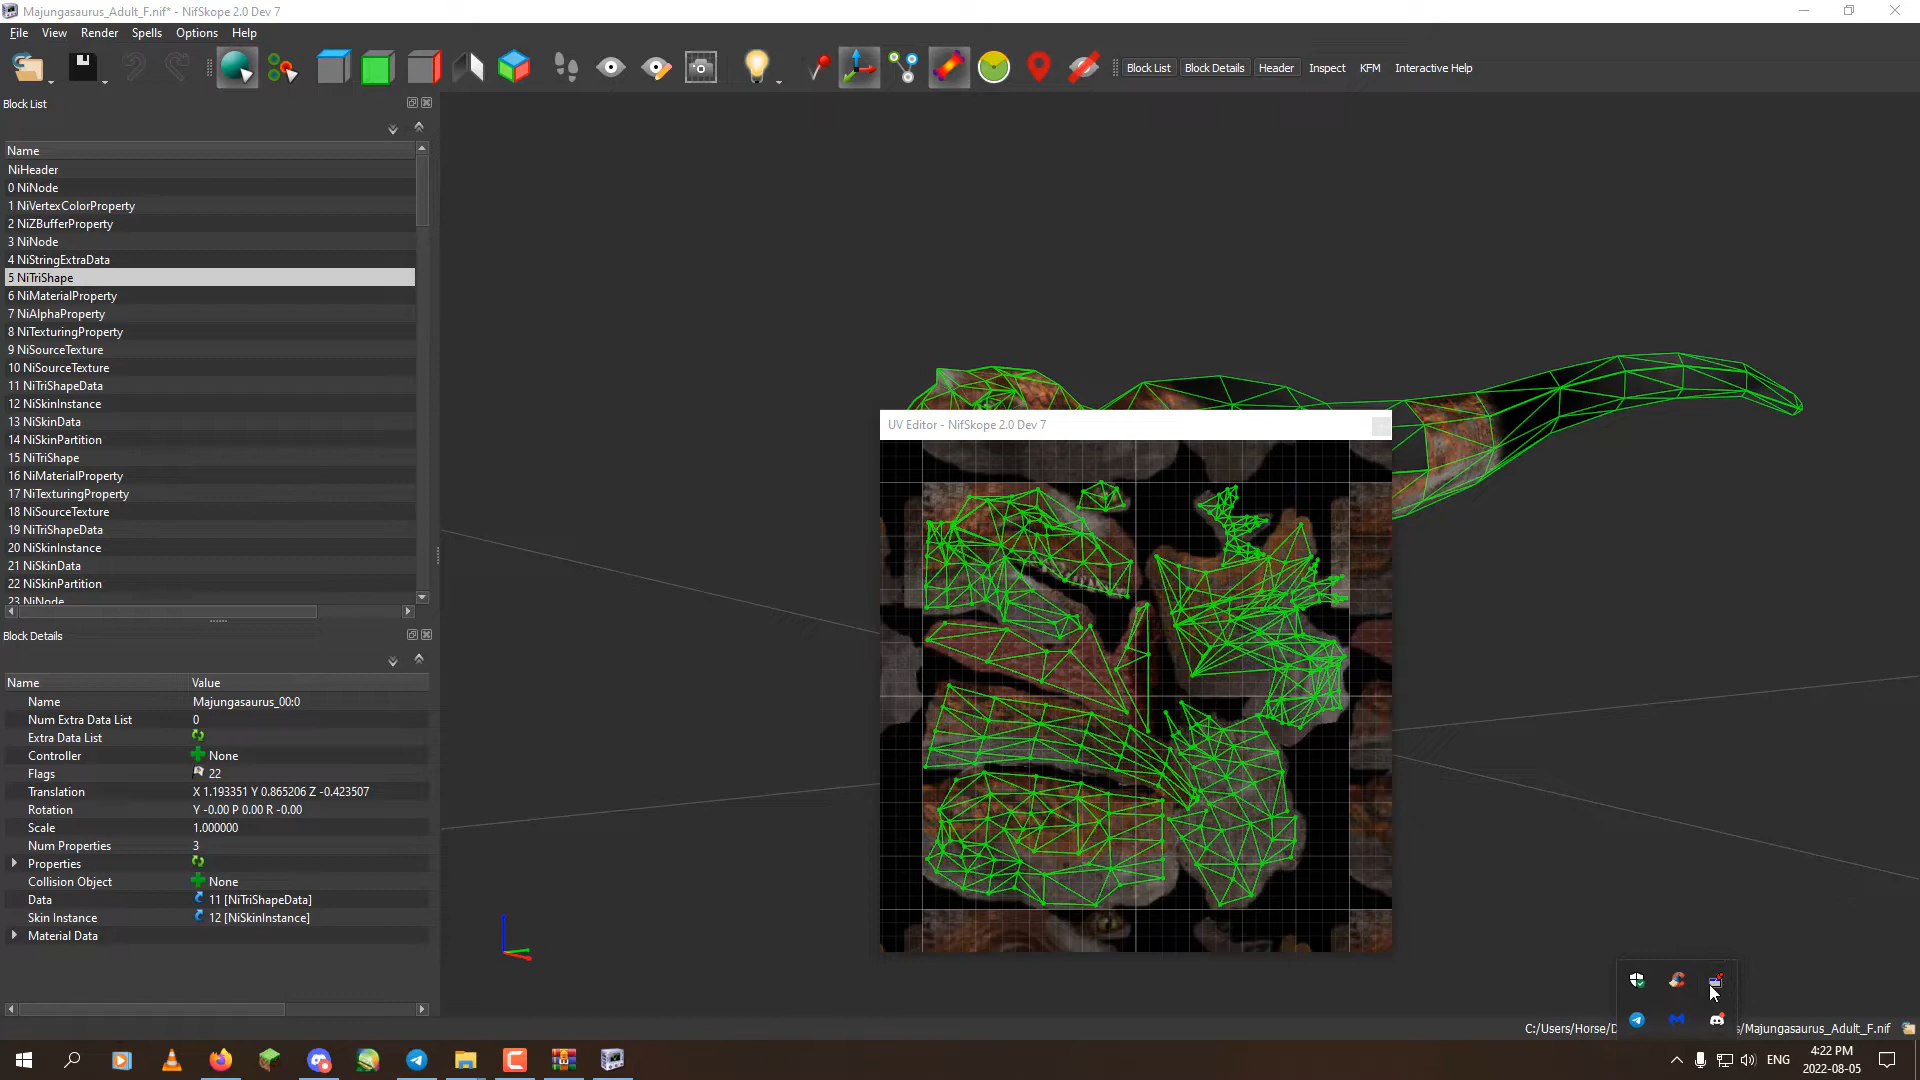 Majungasaurus_Adult_F.nif* - NifSkope 2.0 Dev 7
File View Render Spells Options Help
Block List Block Details Header Inspect KFM Interactive Help
Block List
Name
NiHeader
0 NiNode
1 NiVertexColorProperty
2 NiZBufferProperty
3 NiNode
4 NiStringExtraData
5 NiTriShape
6 NiMaterialProperty
7 NiAlphaProperty
8 NiTexturingProperty
9 NiSourceTexture
10 NiSourceTexture
11 NiTriShapeData
12 NiSkinInstance
13 NiSkinData
14 NiSkinPartition
15 NiTriShape
16 NiMaterialProperty
17 NiTexturingProperty
18 NiSourceTexture
19 NiTriShapeData
20 NiSkinInstance
21 NiSkinData
22 NiSkinPartition
23 NiNode
UV Editor - NifSkope 2.0 Dev 7
Block Details
Name Value
Name Majungasaurus_00:0
Num Extra Data List 0
Extra Data List
Controller None
Flags 22
Translation X 1.193351 Y 0.865206 Z -0.423507
Rotation Y -0.00 P 0.00 R -0.00
Scale 1.000000
Num Properties 3
Properties
Collision Object None
Data 11 [NiTriShapeData]
Skin Instance 12 [NiSkinInstance]
Material Data
C:/Users/Horse/D s/Majungasaurus_Adult_F.nif
ENG
4:22 PM
2022-08-05